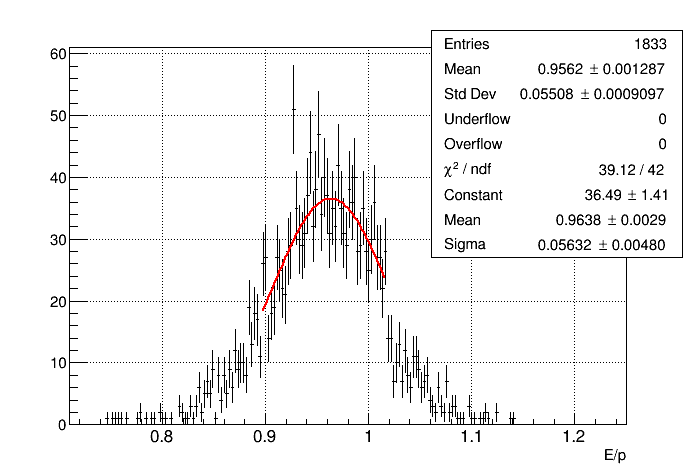 Entries 1833
Mean 0.9562 ± 0.001287
Std Dev 0.05508 ± 0.0009097
Underflow 0
Overflow 0
χ² / ndf 39.12 / 42
Constant 36.49 ± 1.41
Mean 0.9638 ± 0.0029
Sigma 0.05632 ± 0.00480
60
50
40
30
20
10
0
0.8 0.9 1 1.1 1.2
E/p